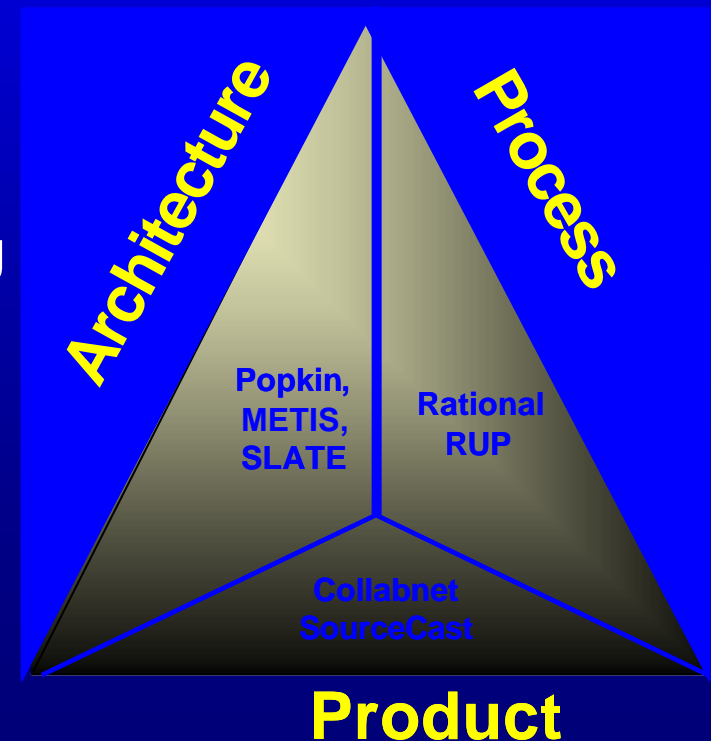 Architecture
Process
Popkin,
METIS,
SLATE
Rational
RUP
Collabnet
SourceCast
Product